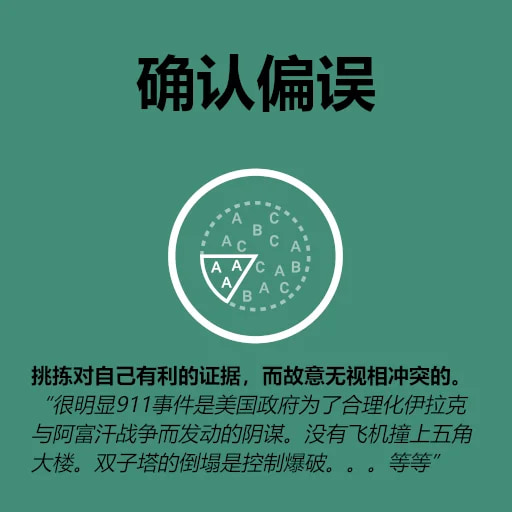 确认偏误
A C
B
A C C A
A A C A B
A B A C
挑拣对自己有利的证据，而故意无视相冲突的。
“很明显911事件是美国政府为了合理化伊拉克
与阿富汗战争而发动的阴谋。没有飞机撞上五角
大楼。双子塔的倒塌是控制爆破。。。等等”